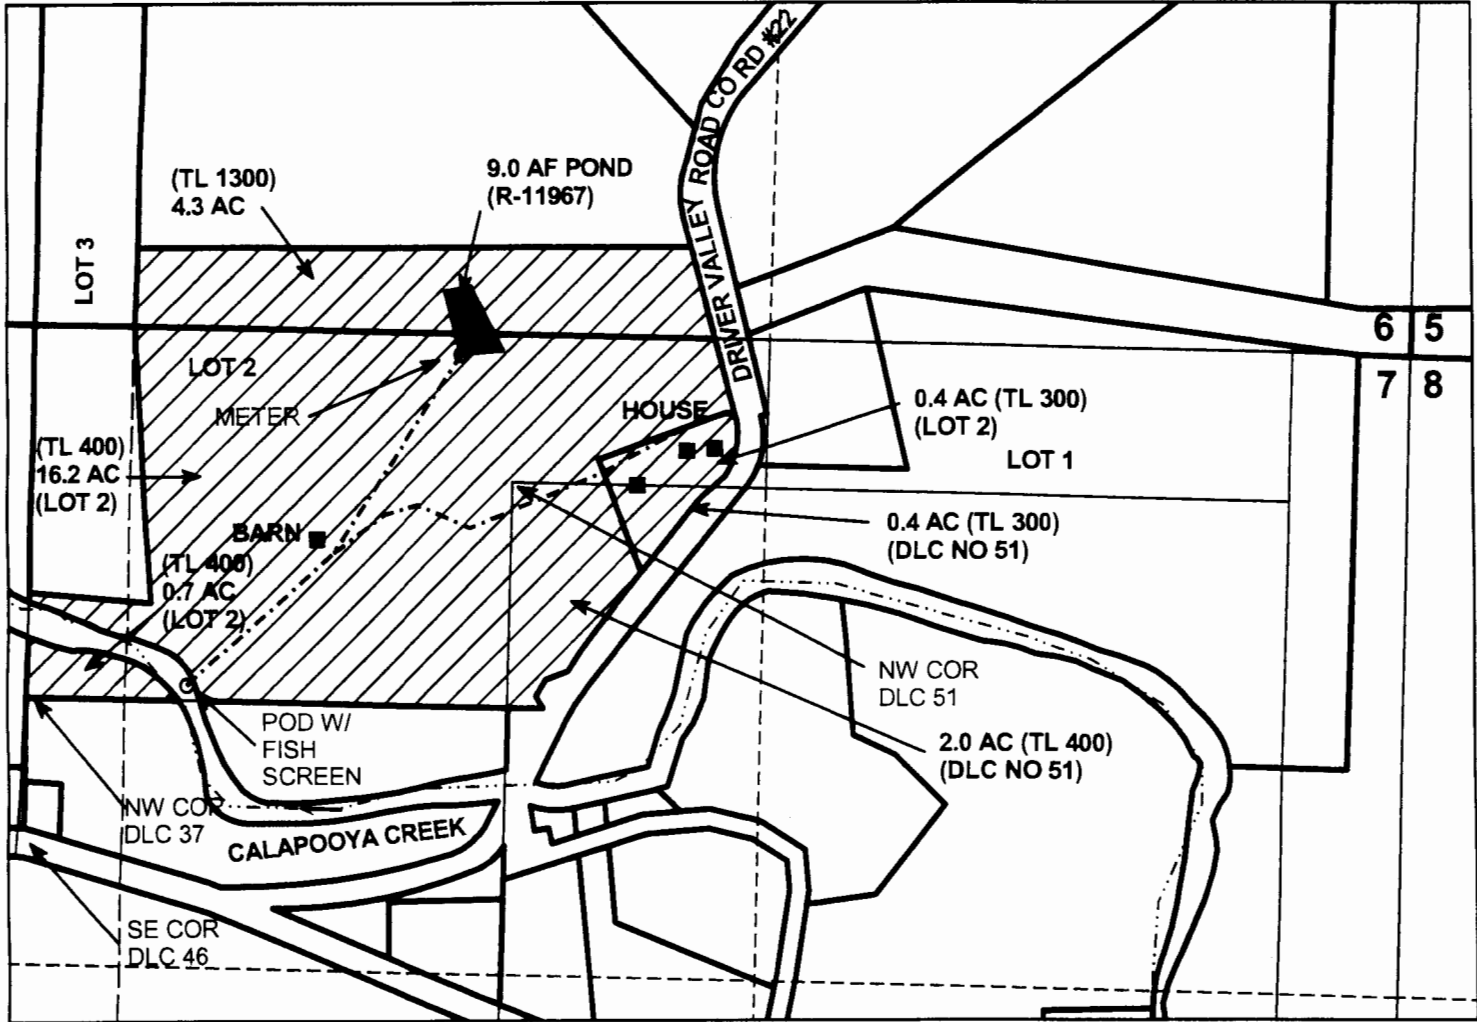 DRIVER VALLEY ROAD CO RD #22
(TL 1300)
4.3 AC
9.0 AF POND
(R-11967)
LOT 3
6 5
7 8
LOT 2
METER
HOUSE
0.4 AC (TL 300)
(LOT 2)
LOT 1
(TL 400)
16.2 AC
(LOT 2)
0.4 AC (TL 300)
(DLC NO 51)
BARN
(TL 400)
0.7 AC
(LOT 2)
NW COR
DLC 51
POD W/
FISH
SCREEN
2.0 AC (TL 400)
(DLC NO 51)
NW COR
DLC 37
CALAPOOYA CREEK
SE COR
DLC 46